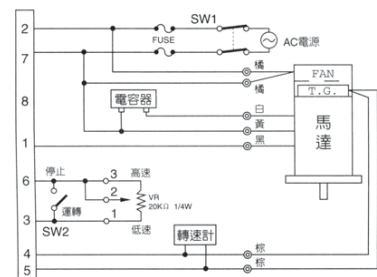 2
SW1
FUSE
AC電源
7
橘
FAN
橘
T.G.
8
電容器
白
黃
馬達
1
黑
6
停止
3
高速
2
VR
20KΩ 1/4W
運轉
3
1
SW2
低速
轉速計
4
棕
5
棕